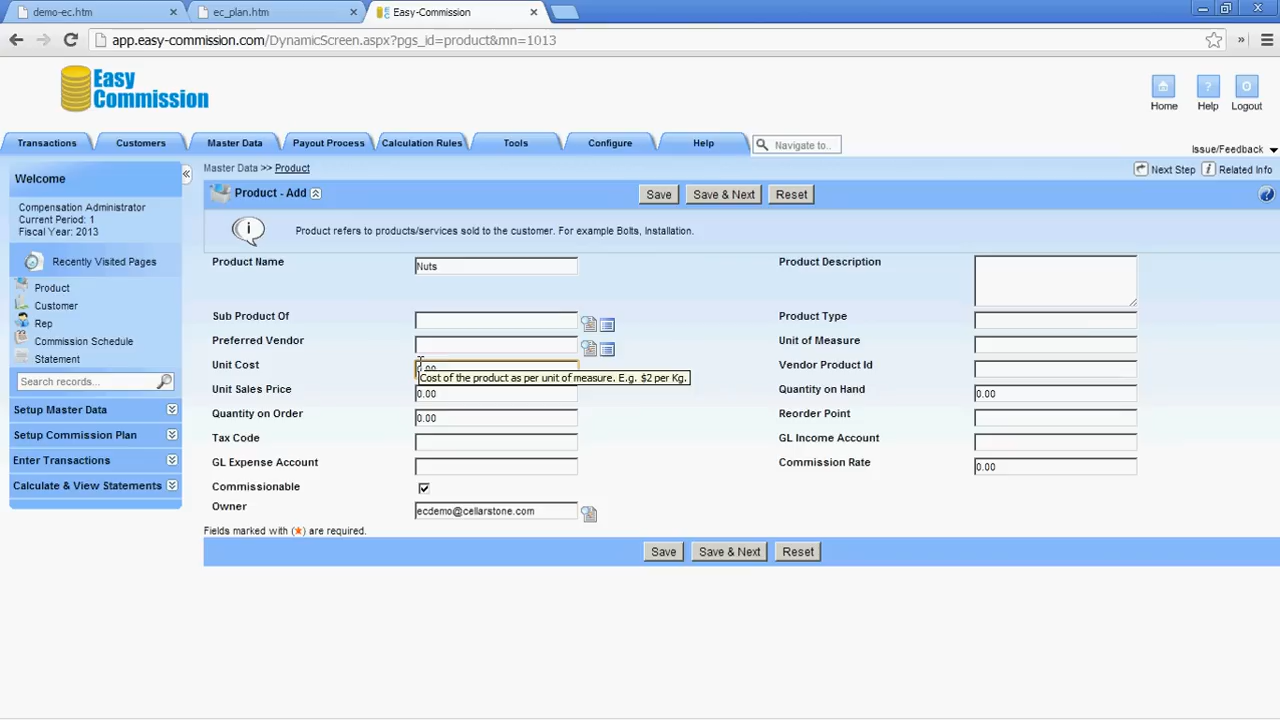 demo-ec.htm
ec_plan.htm
Easy-Commission
app.easy-commission.com/DynamicScreen.aspx?pgs_id=product&mn=1013
Easy
Commission
Home
Help
Logout
Transactions
Customers
Master Data
Payout Process
Calculation Rules
Tools
Configure
Help
Navigate to..
Issue/Feedback
Welcome
Master Data >> Product
Next Step
Related Info
Product - Add
Save
Save & Next
Reset
Compensation Administrator
Current Period: 1
Fiscal Year: 2013
Product refers to products/services sold to the customer. For example Bolts, Installation.
Recently Visited Pages
Product
Customer
Rep
Commission Schedule
Statement
Search records...
Setup Master Data
Setup Commission Plan
Enter Transactions
Calculate & View Statements
Product Name
Nuts
Product Description
Sub Product Of
Product Type
Preferred Vendor
Unit of Measure
Unit Cost
Vendor Product Id
Cost of the product as per unit of measure. E.g. $2 per Kg.
Unit Sales Price
0.00
Quantity on Hand
0.00
Quantity on Order
0.00
Reorder Point
Tax Code
GL Income Account
GL Expense Account
Commission Rate
0.00
Commissionable
Owner
ecdemo@cellarstone.com
Fields marked with (★) are required.
Save
Save & Next
Reset